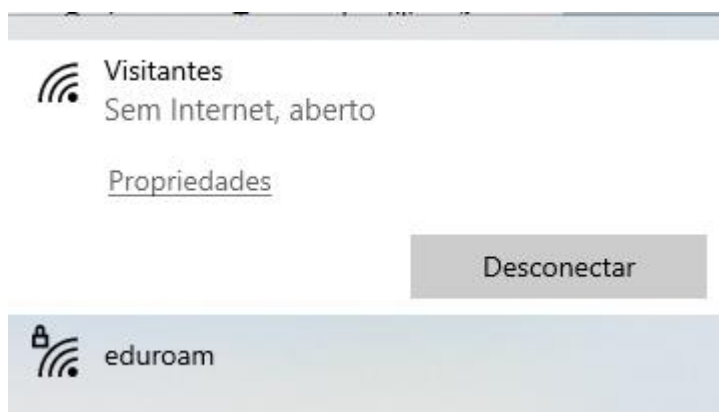 Visitantes
Sem Internet, aberto
Propriedades
Desconectar
eduroam